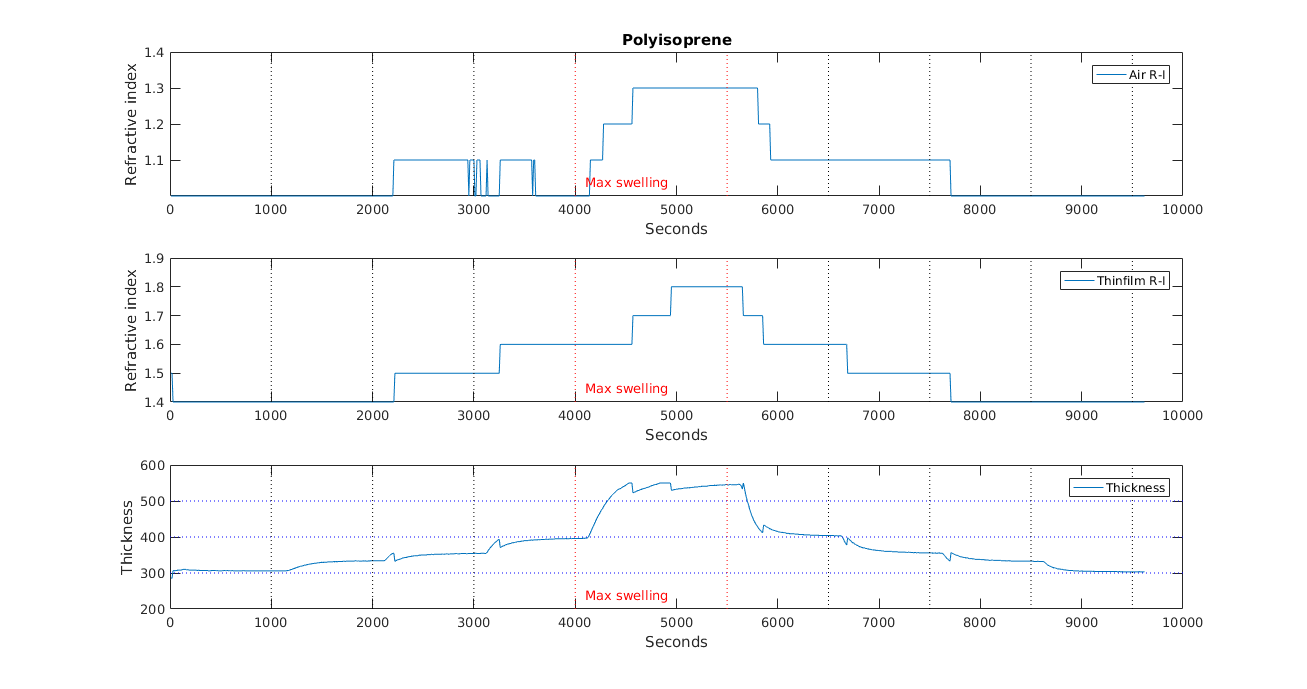 Polyisoprene
1.4
1.3
1.2
1.1
Refractive index
Air R-I
Max swelling
0 1000 2000 3000 4000 5000 6000 7000 8000 9000 10000
Seconds
1.9
1.8
1.7
1.6
1.5
1.4
Refractive index
Thinfilm R-I
Max swelling
0 1000 2000 3000 4000 5000 6000 7000 8000 9000 10000
Seconds
600
500
400
300
200
Thickness
Thickness
Max swelling
0 1000 2000 3000 4000 5000 6000 7000 8000 9000 10000
Seconds